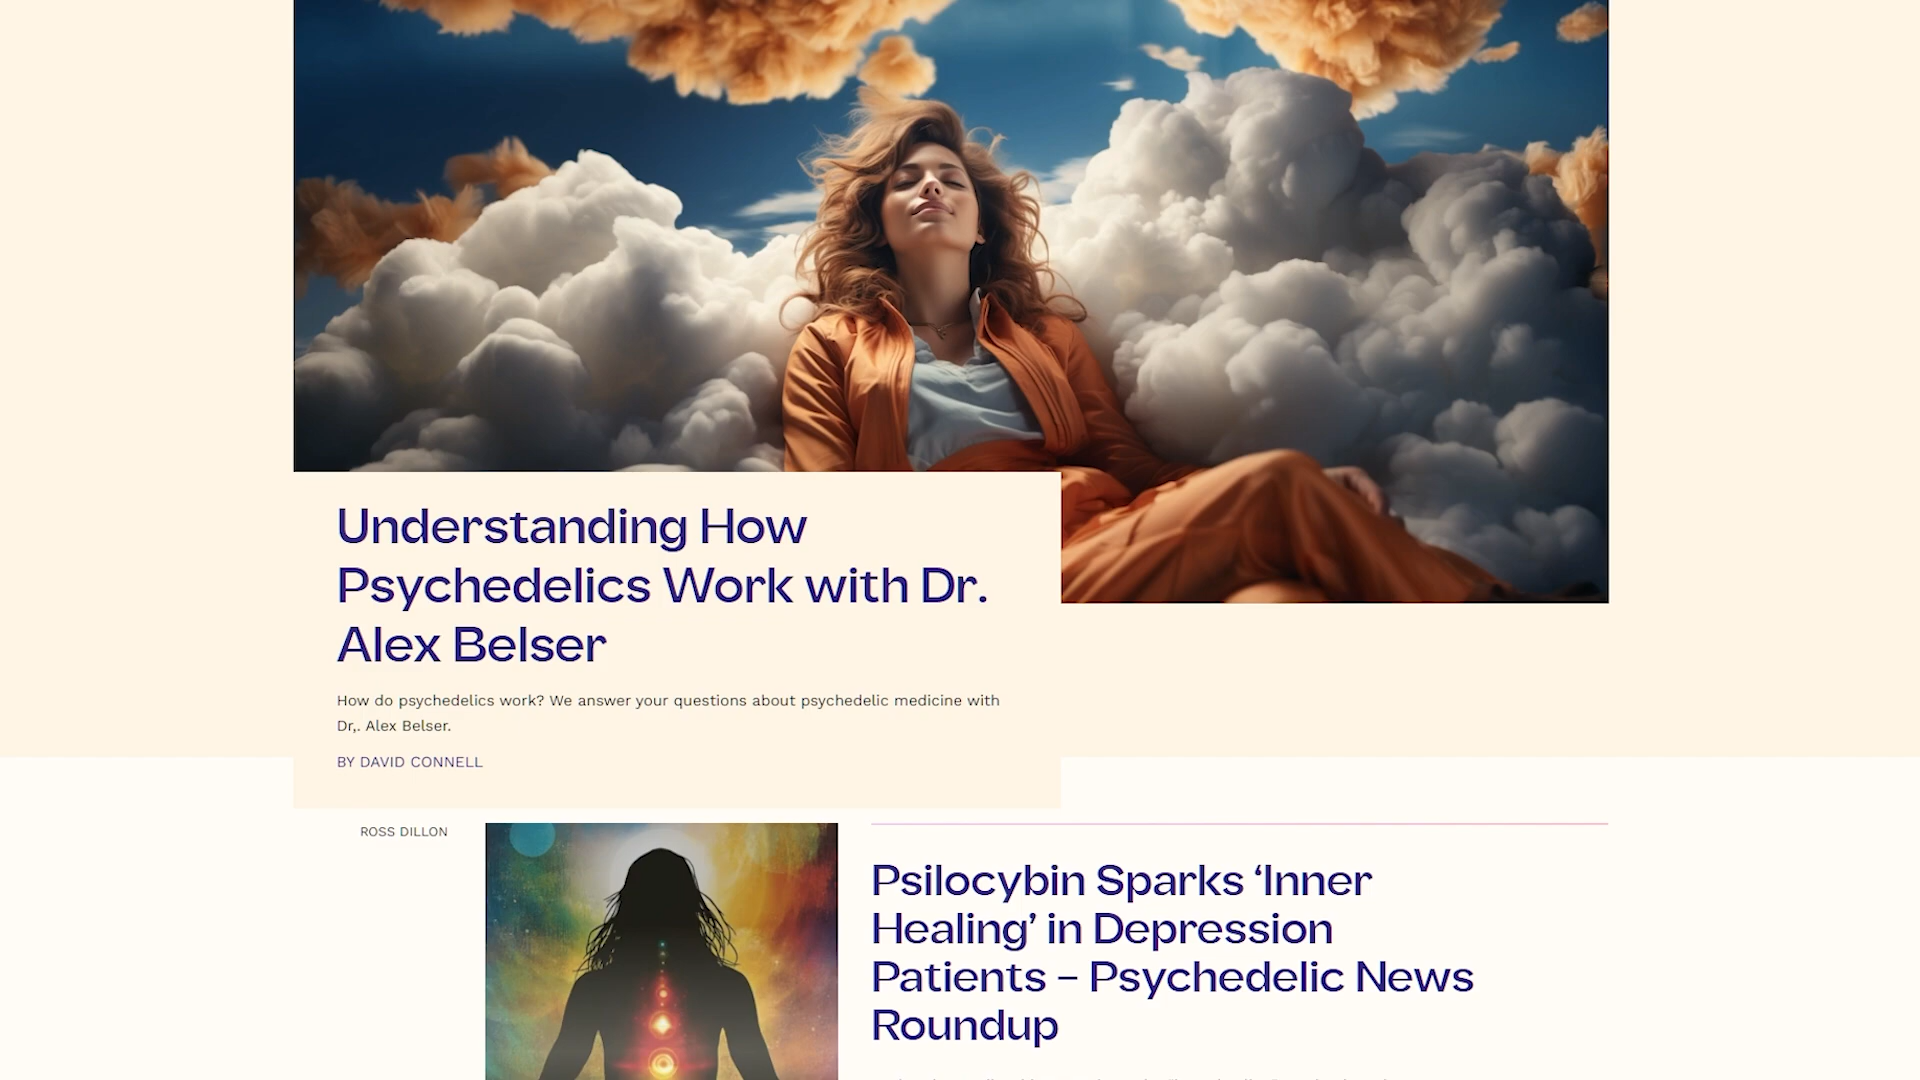 Understanding How
Psychedelics Work with Dr.
Alex Belser
How do psychedelics work? We answer your questions about psychedelic medicine with
Dr,. Alex Belser.
BY DAVID CONNELL
ROSS DILLON
Psilocybin Sparks ‘Inner
Healing’ in Depression
Patients – Psychedelic News
Roundup